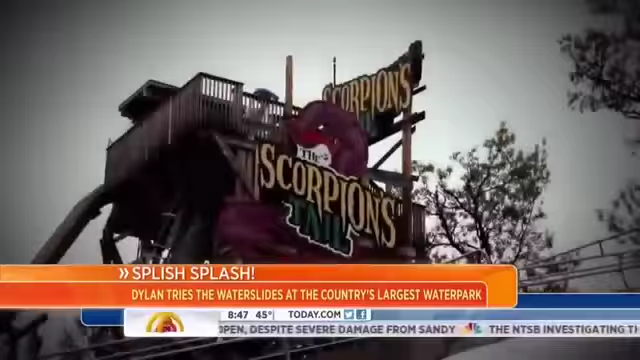 SCORPIONS
THE
SCORPION'S
TAIL
» SPLISH SPLASH!
DYLAN TRIES THE WATERSLIDES AT THE COUNTRY'S LARGEST WATERPARK
8:47 45° TODAY.COM
OPEN, DESPITE SEVERE DAMAGE FROM SANDY THE NTSB INVESTIGATING TH